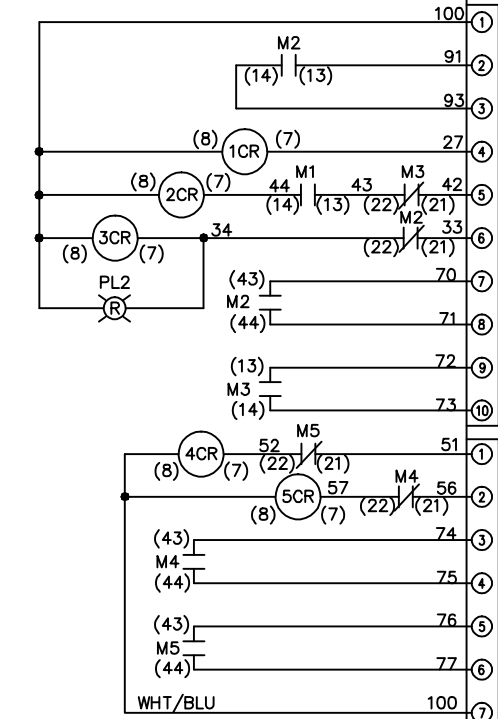 100 1
M2
91 2
(14) (13)
93 3
(8) 1CR (7) 27 4
(8) 2CR (7) 44 M1 43 M3 42 5
(14) (13) (22) (21)
3CR 34 M2 33 6
(8) (7) (22) (21)
PL2
R
(43) 70 7
M2
(44) 71 8
(13) 72 9
M3
(14) 73 10
4CR 52 M5 51 1
(8) (7) (22) (21)
5CR 57 M4 56 2
(8) (7) (22) (21)
(43) 74 3
M4
(44) 75 4
(43) 76 5
M5
(44) 77 6
WHT/BLU 100 7